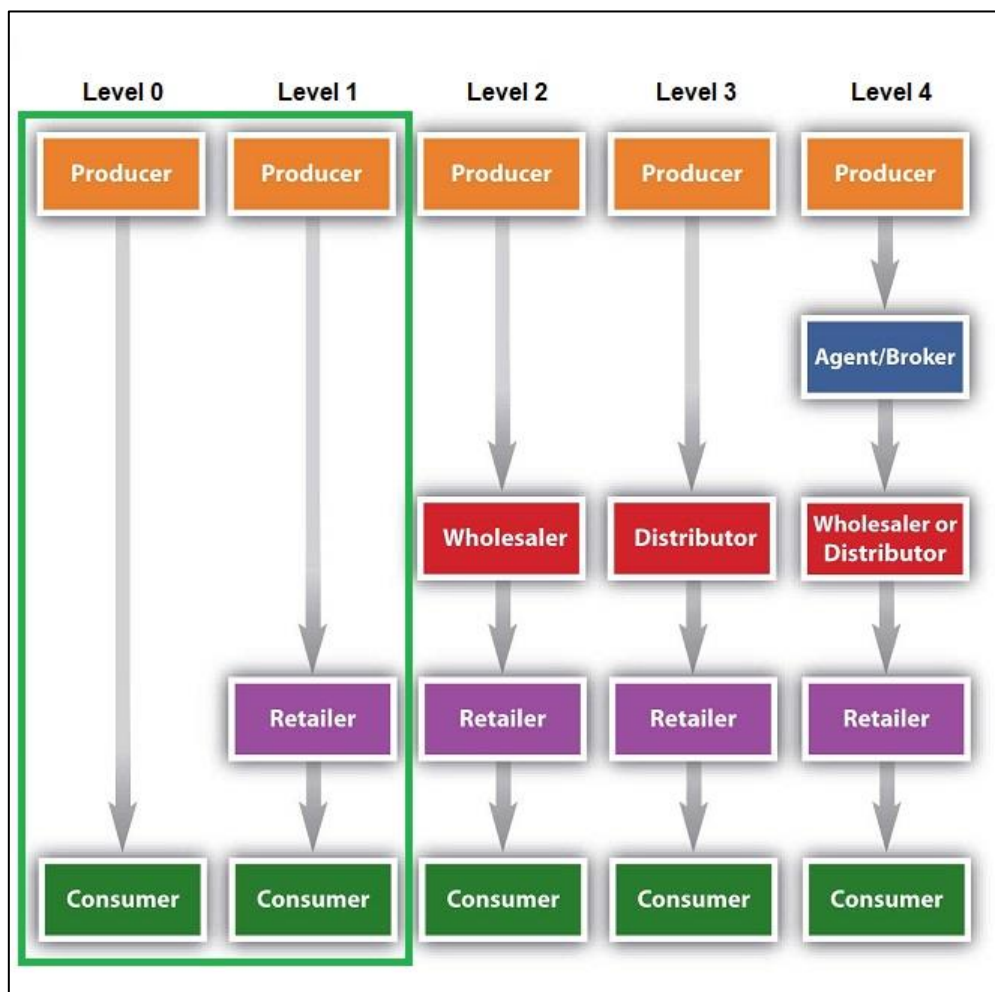 Level 0
Level 1
Level 2
Level 3
Level 4
Producer
Producer
Producer
Producer
Producer
Agent/Broker
Wholesaler
Distributor
Wholesaler or
Distributor
Retailer
Retailer
Retailer
Retailer
Consumer
Consumer
Consumer
Consumer
Consumer